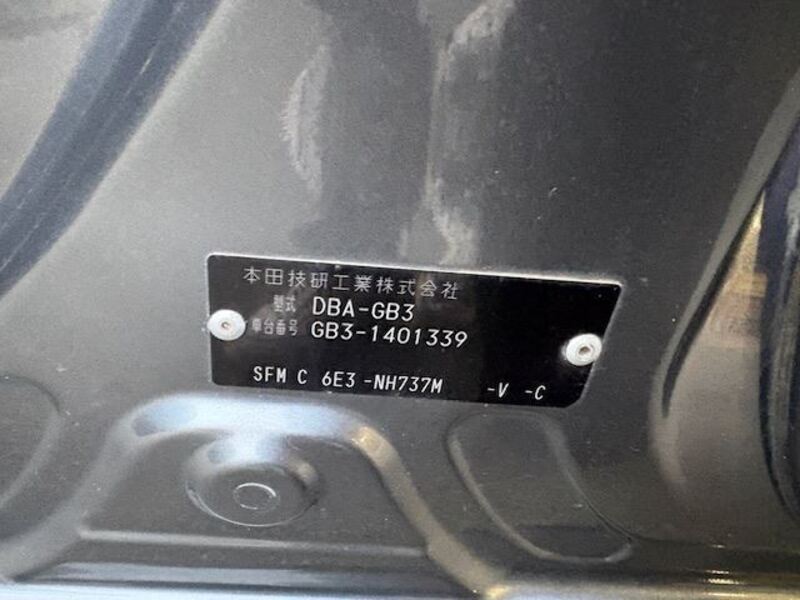 本田技研工業株式会社
型式 DBA-GB3
車台番号 GB3-1401339
SFM C 6E3 -NH737M -V -C